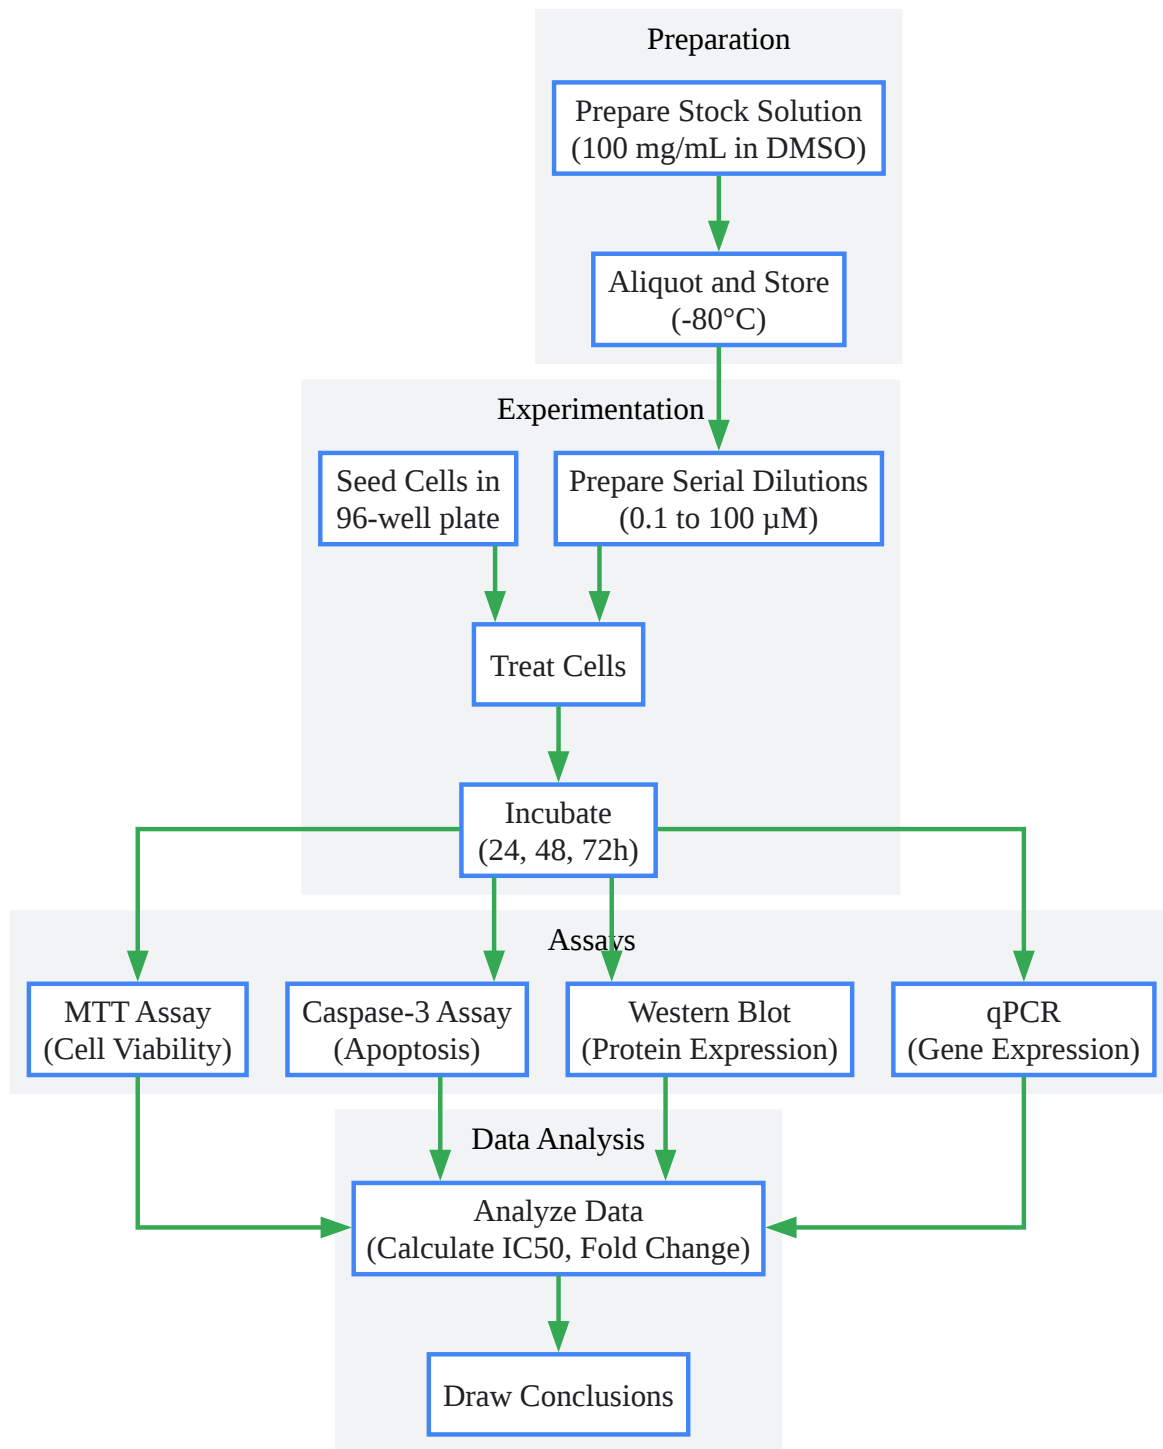 Preparation
Prepare Stock Solution
(100 mg/mL in DMSO)
Aliquot and Store
(-80°C)
Experimentation
Seed Cells in
96-well plate
Prepare Serial Dilutions
(0.1 to 100 µM)
Treat Cells
Incubate
(24, 48, 72h)
Assays
MTT Assay
(Cell Viability)
Caspase-3 Assay
(Apoptosis)
Western Blot
(Protein Expression)
qPCR
(Gene Expression)
Data Analysis
Analyze Data
(Calculate IC50, Fold Change)
Draw Conclusions